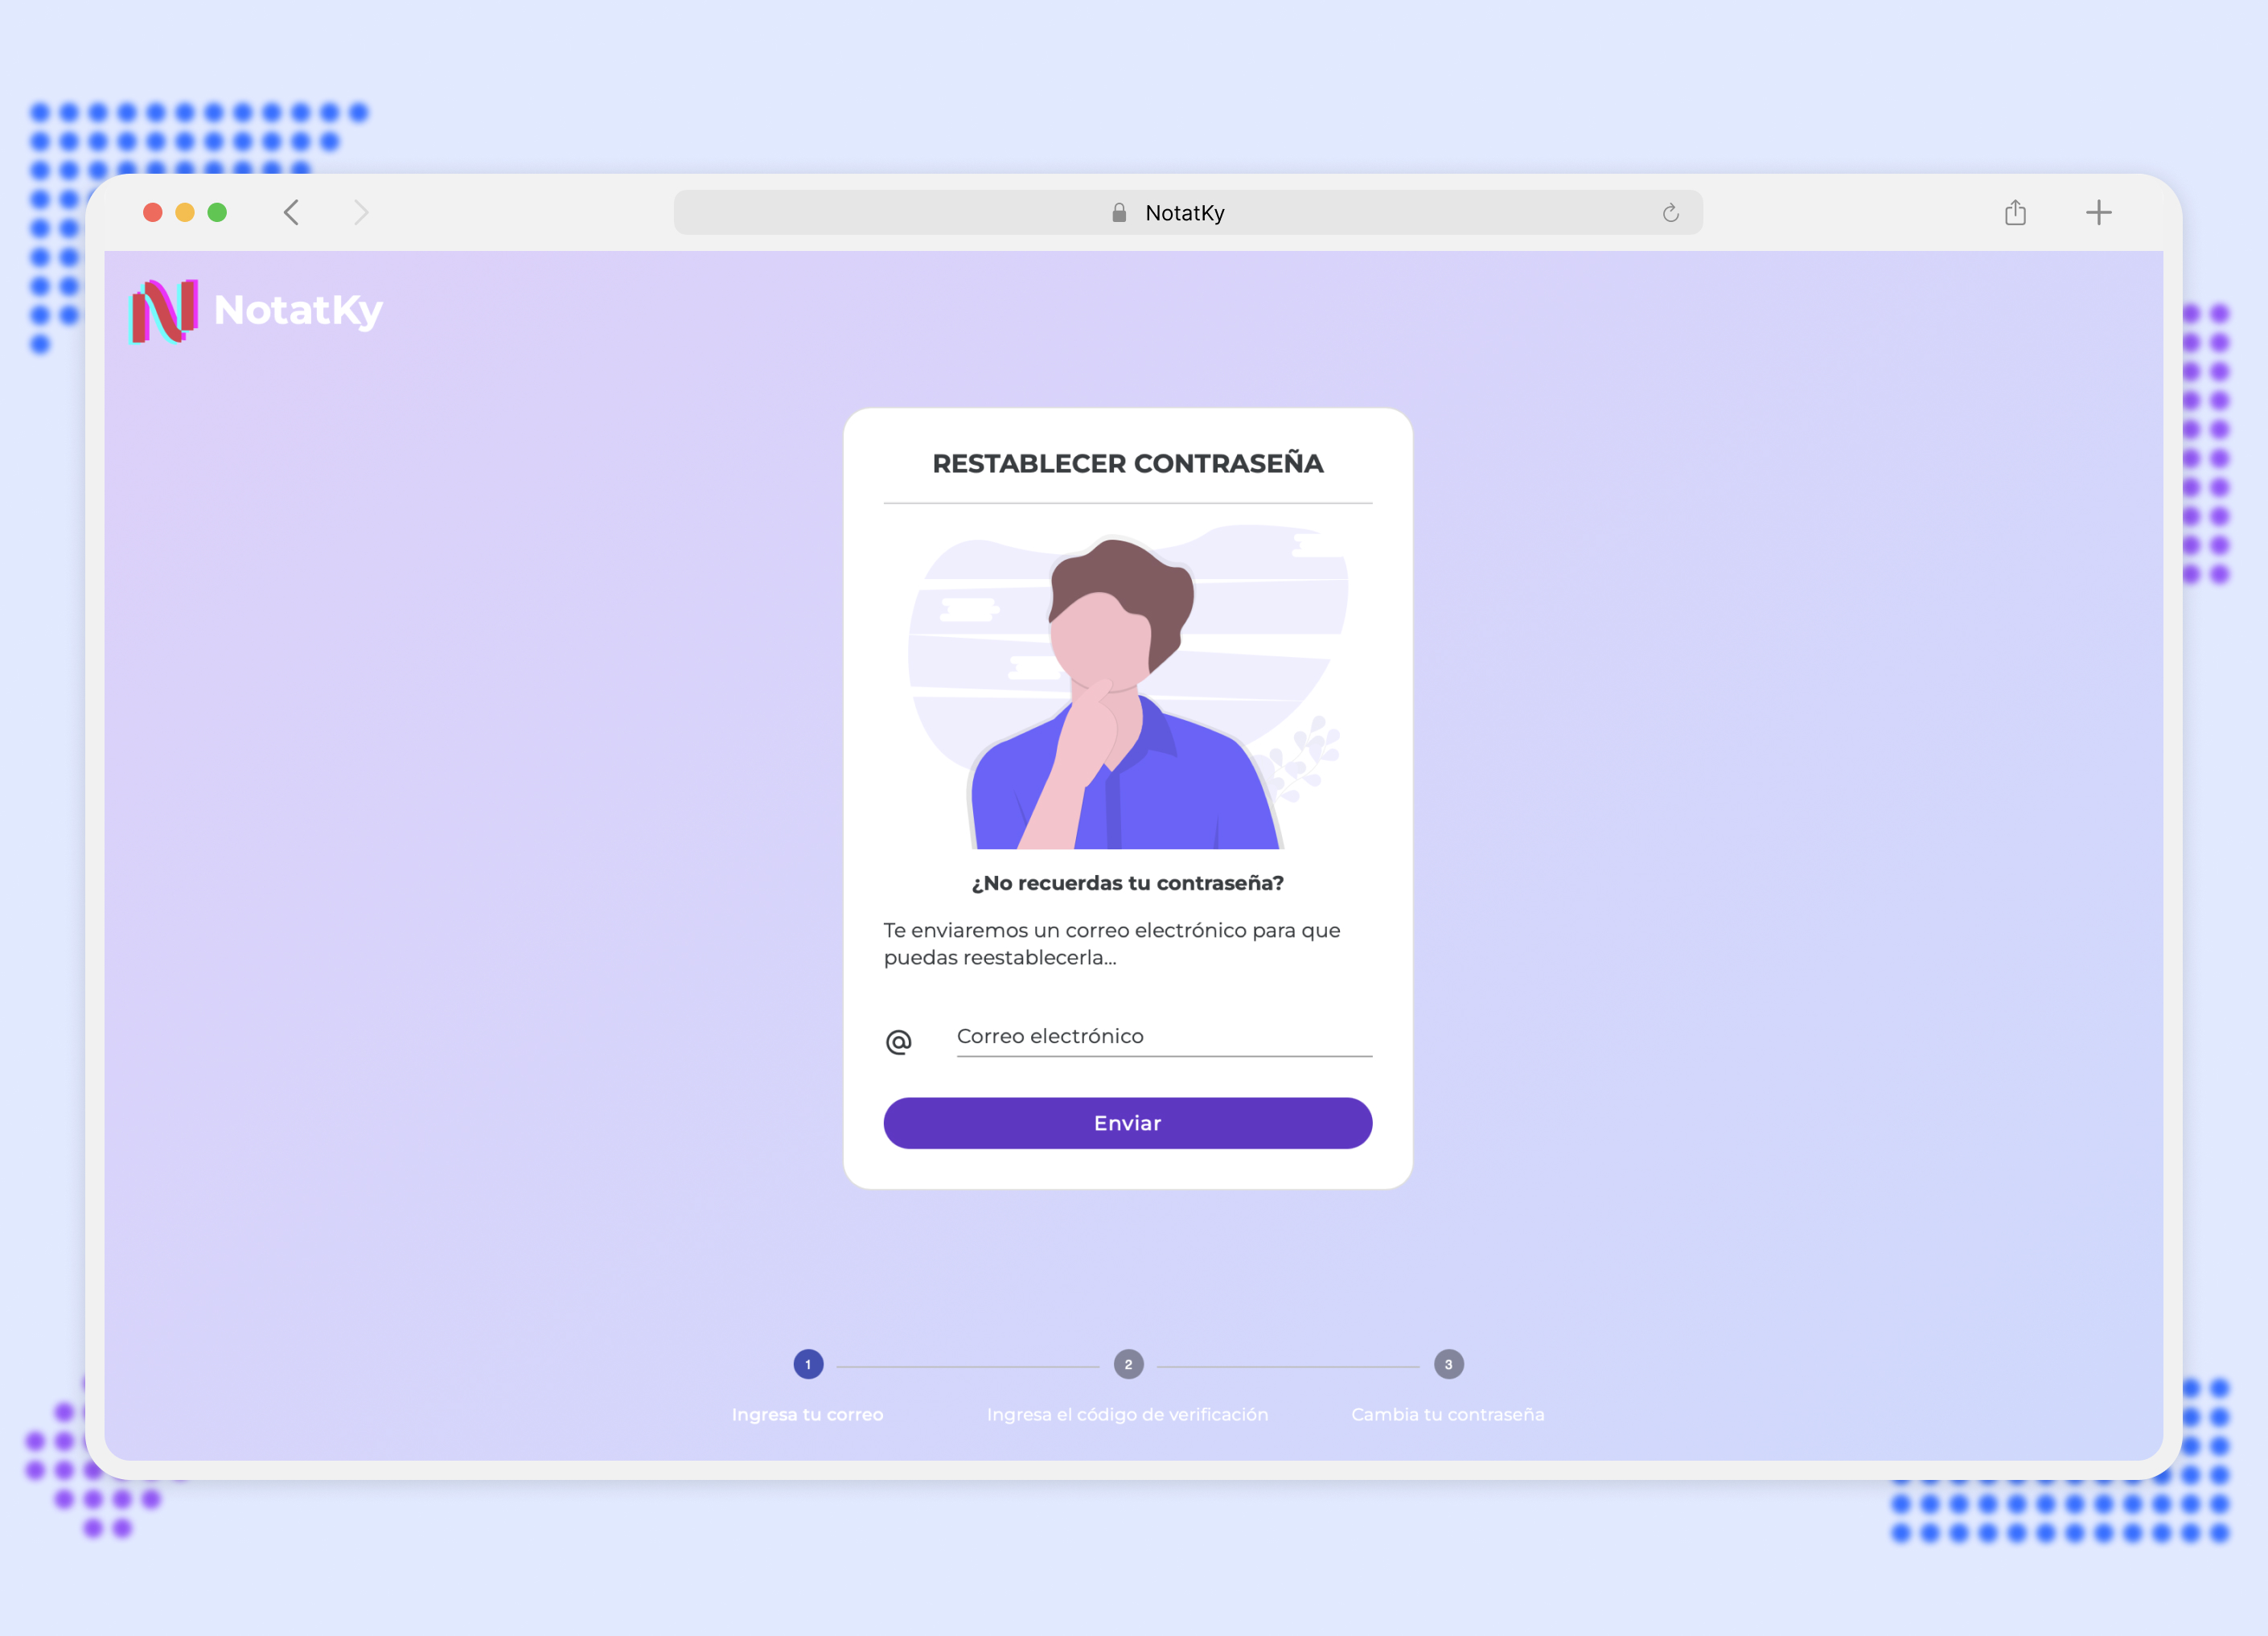 NotatKy
NotatKy
RESTABLECER CONTRASEÑA
¿No recuerdas tu contraseña?
Te enviaremos un correo electrónico para que
puedas reestablecerla...
@ Correo electrónico
Enviar
1 2 3
Ingresa tu correo Ingresa el código de verificación Cambia tu contraseña